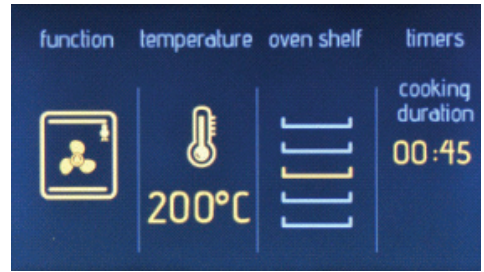 function temperature oven shelf timers
cooking
duration
00:45
200°C